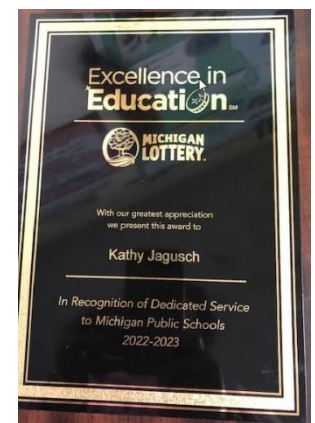 Excellence in
Education SM
MICHIGAN
LOTTERY
With our greatest appreciation
we present this award to
Kathy Jagusch
In Recognition of Dedicated Service
to Michigan Public Schools
2022-2023